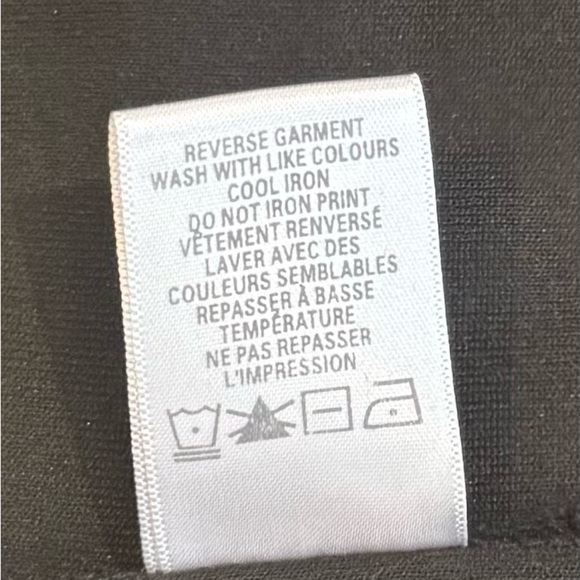 REVERSE GARMENT
WASH WITH LIKE COLOURS
COOL IRON
DO NOT IRON PRINT
VÊTEMENT RENVERSÉ
LAVER AVEC DES
COULEURS SEMBLABLES
REPASSER À BASSE
TEMPÉRATURE
NE PAS REPASSER
L'IMPRESSION